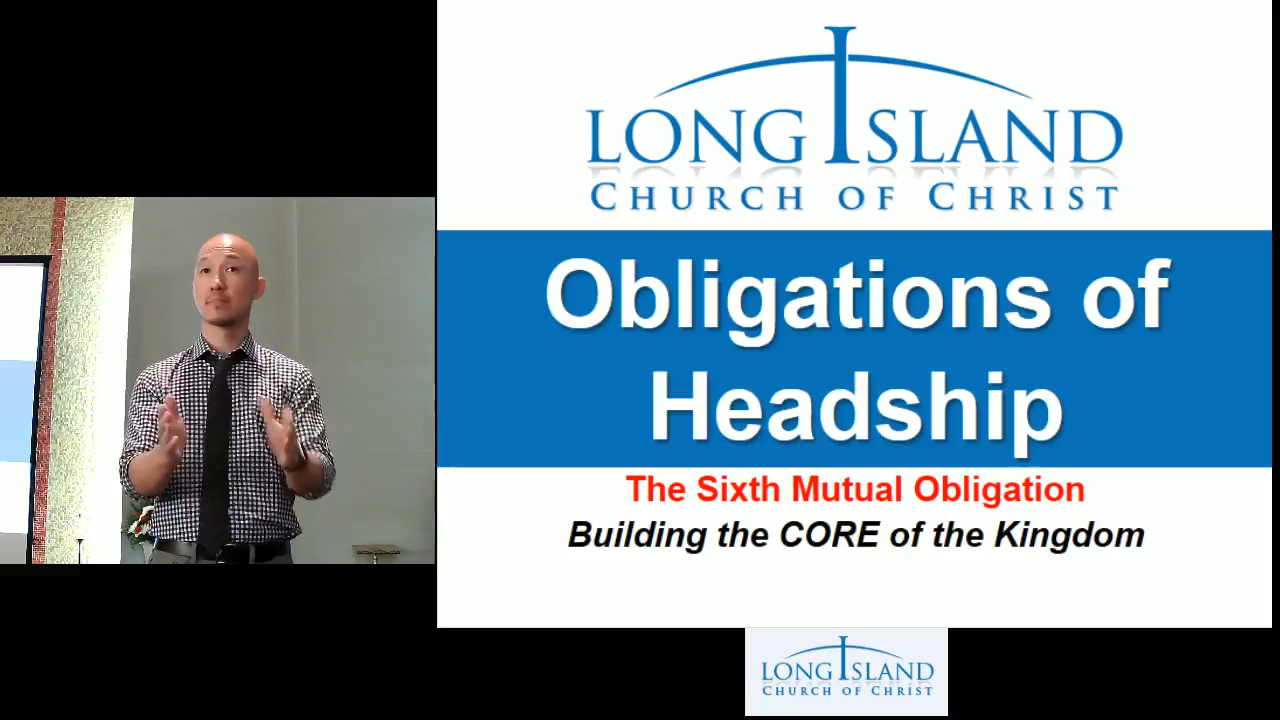 LONG ISLAND
CHURCH OF CHRIST
Obligations of
Headship
The Sixth Mutual Obligation
Building the CORE of the Kingdom
LONG ISLAND
CHURCH OF CHRIST